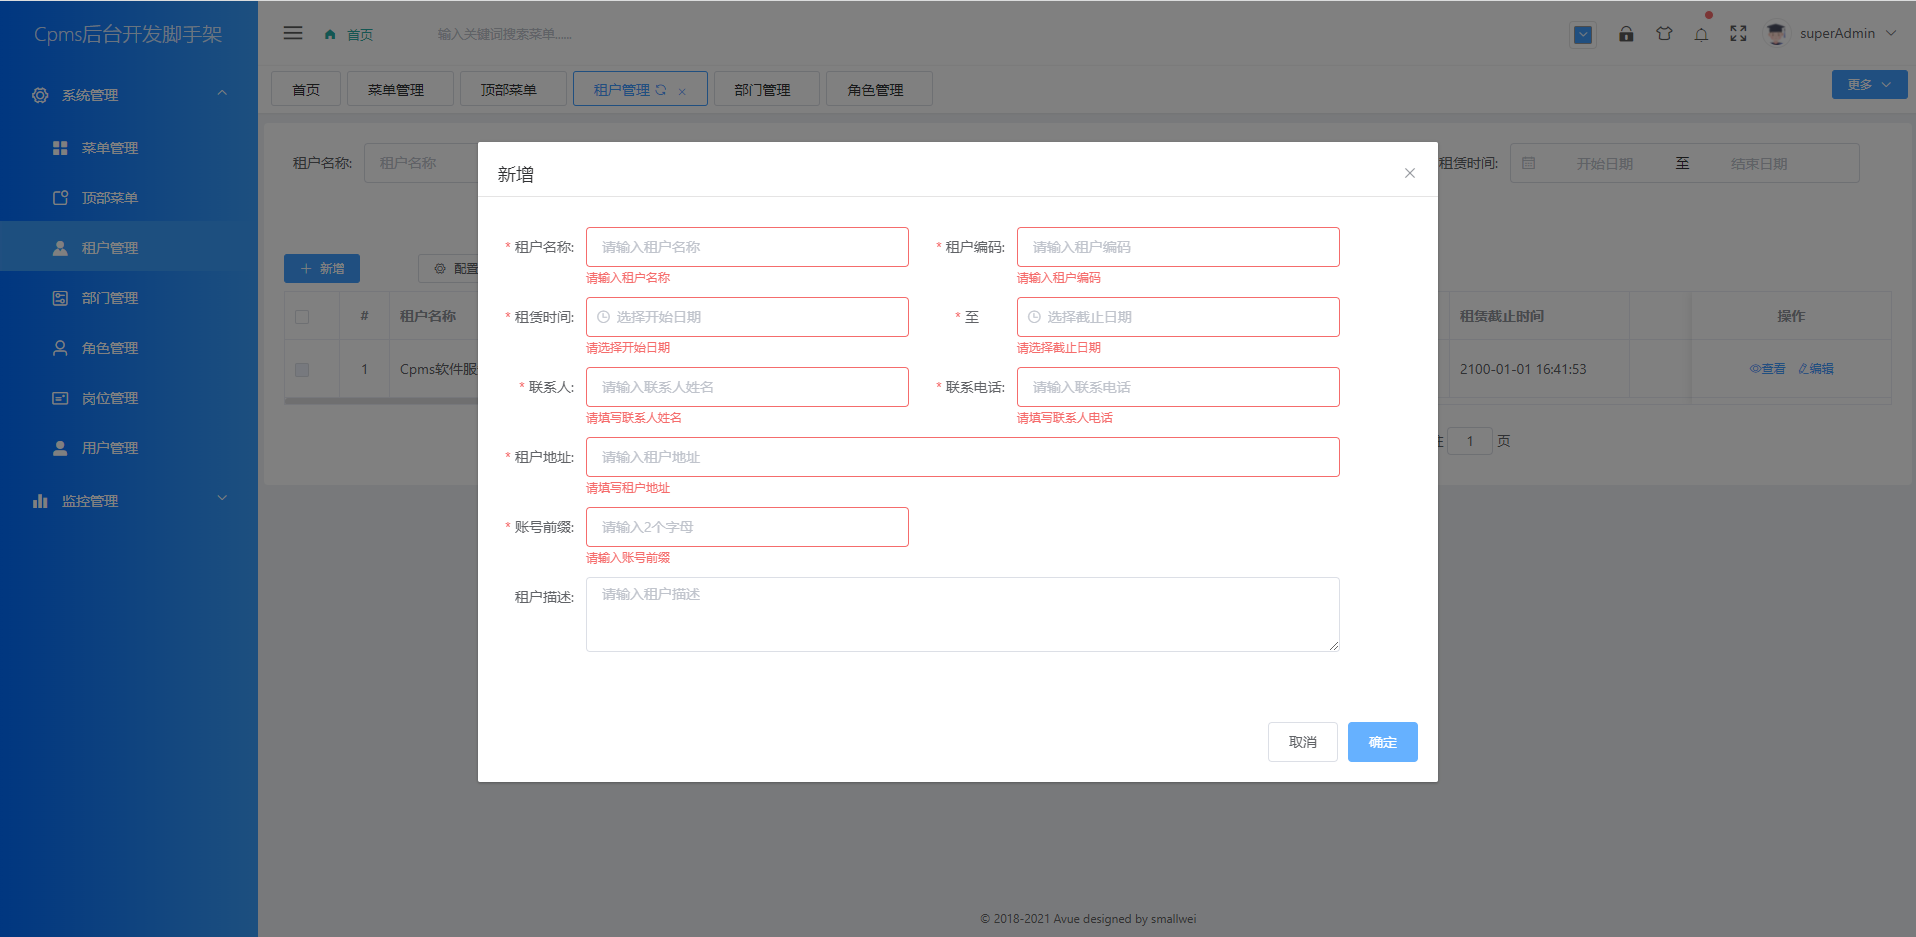 Cpms后台开发脚手架
首页
输入关键词搜索菜单......
superAdmin
系统管理
菜单管理
顶部菜单
租户管理
部门管理
角色管理
岗位管理
用户管理
监控管理
首页 菜单管理 顶部菜单 租户管理 部门管理 角色管理
更多
租户名称: 租户名称
租赁时间: 开始日期 至 结束日期
新增 配置
# 租户名称 租赁截止时间 操作
1 Cpms软件服 2100-01-01 16:41:53 查看 编辑
1 页
新增
* 租户名称: 请输入租户名称 * 租户编码: 请输入租户编码
请输入租户名称 请输入租户编码
* 租赁时间: 选择开始日期 * 至 选择截止日期
请选择开始日期 请选择截止日期
* 联系人: 请输入联系人姓名 * 联系电话: 请输入联系电话
请填写联系人姓名 请填写联系人电话
* 租户地址: 请输入租户地址
请填写租户地址
* 账号前缀: 请输入2个字母
请输入账号前缀
租户描述: 请输入租户描述
取消 确定
© 2018-2021 Avue designed by smallwei